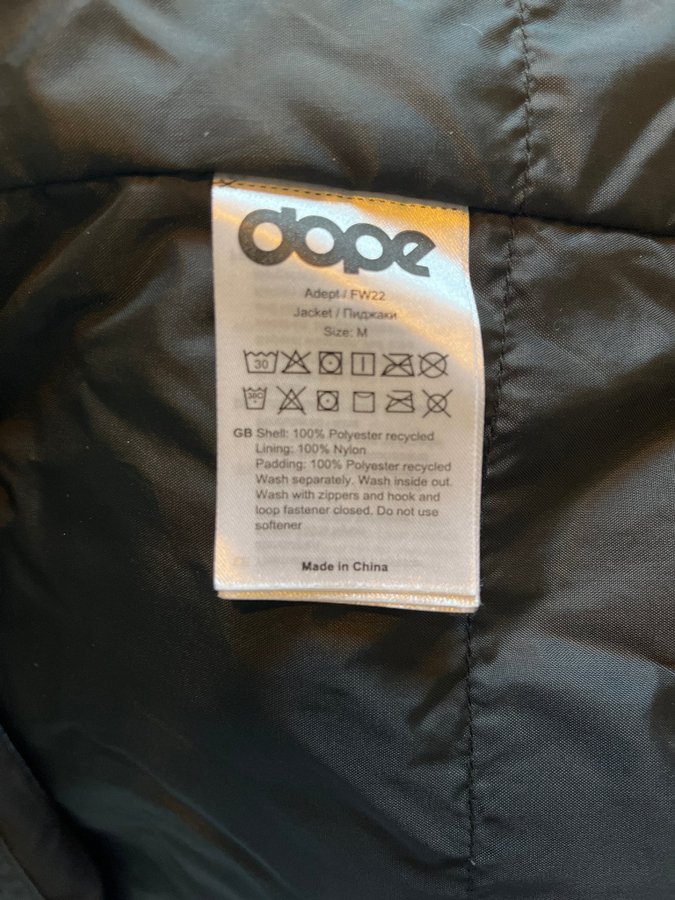 dope
Adept / FW22
Jacket / Пиджаки
Size: M
30
30C
GB Shell: 100% Polyester recycled
Lining: 100% Nylon
Padding: 100% Polyester recycled
Wash separately. Wash inside out.
Wash with zippers and hook and
loop fastener closed. Do not use
softener
Made in China